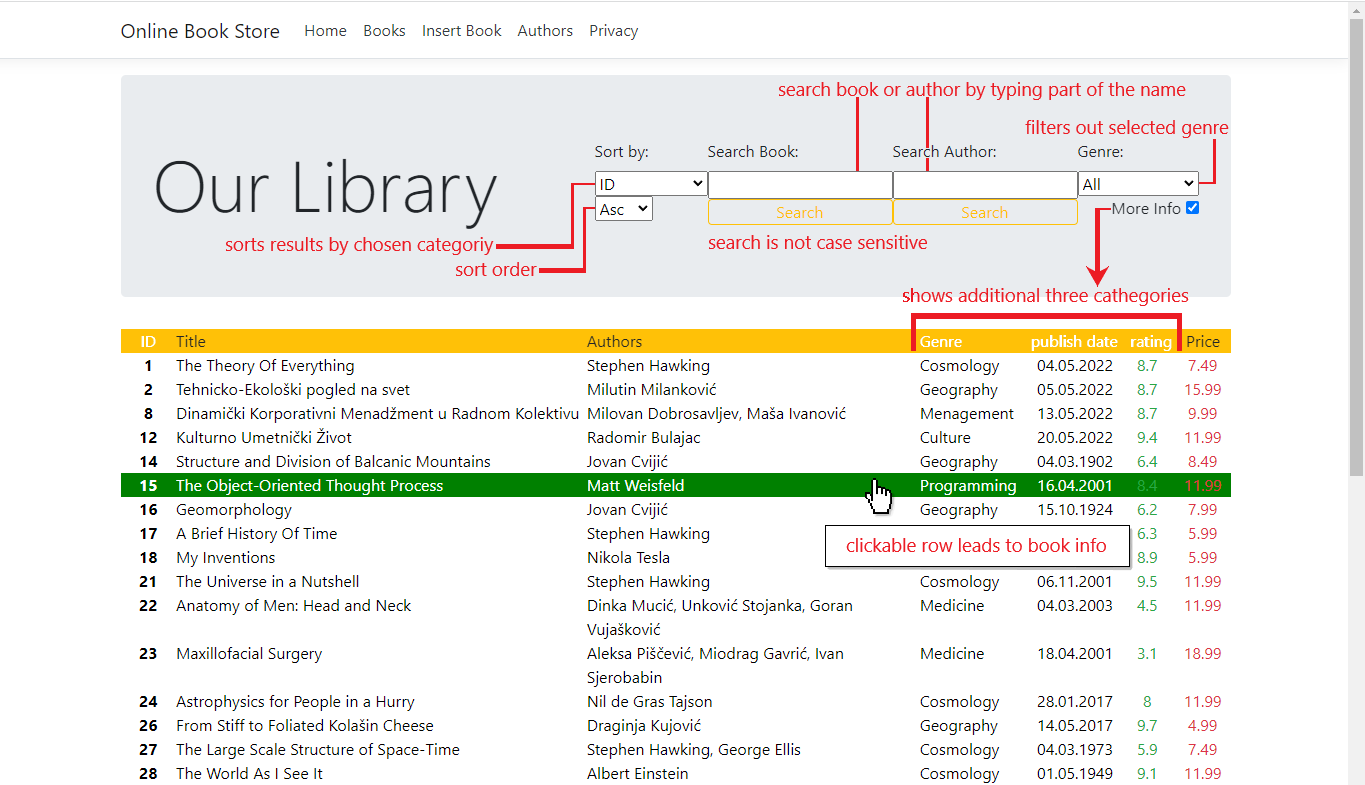 Online Book Store Home Books Insert Book Authors Privacy
search book or author by typing part of the name
filters out selected genre
Sort by: Search Book: Search Author: Genre:
Our Library
ID All
Asc Search Search More Info
sorts results by chosen categoriy search is not case sensitive
sort order
shows additional three cathegories
ID Title Authors Genre publish date rating Price
1 The Theory Of Everything Stephen Hawking Cosmology 04.05.2022 8.7 7.49
2 Tehnicko-Ekološki pogled na svet Milutin Milanković Geography 05.05.2022 8.7 15.99
8 Dinamički Korporativni Menadžment u Radnom Kolektivu Milovan Dobrosavljev, Maša Ivanović Menagement 13.05.2022 8.7 9.99
12 Kulturno Umetnički Život Radomir Bulajac Culture 20.05.2022 9.4 11.99
14 Structure and Division of Balcanic Mountains Jovan Cvijić Geography 04.03.1902 6.4 8.49
15 The Object-Oriented Thought Process Matt Weisfeld Programming 16.04.2001 8.4 11.99
16 Geomorphology Jovan Cvijić Geography 15.10.1924 6.2 7.99
17 A Brief History Of Time Stephen Hawking 6.3 5.99
clickable row leads to book info
18 My Inventions Nikola Tesla 8.9 5.99
21 The Universe in a Nutshell Stephen Hawking Cosmology 06.11.2001 9.5 11.99
22 Anatomy of Men: Head and Neck Dinka Mucić, Unković Stojanka, Goran Medicine 04.03.2003 4.5 11.99
Vujašković
23 Maxillofacial Surgery Aleksa Piščević, Miodrag Gavrić, Ivan Medicine 18.04.2001 3.1 18.99
Sjerobabin
24 Astrophysics for People in a Hurry Nil de Gras Tajson Cosmology 28.01.2017 8 11.99
26 From Stiff to Foliated Kolašin Cheese Draginja Kujović Geography 14.05.2017 9.7 4.99
27 The Large Scale Structure of Space-Time Stephen Hawking, George Ellis Cosmology 04.03.1973 5.9 7.49
28 The World As I See It Albert Einstein Cosmology 01.05.1949 9.1 11.99